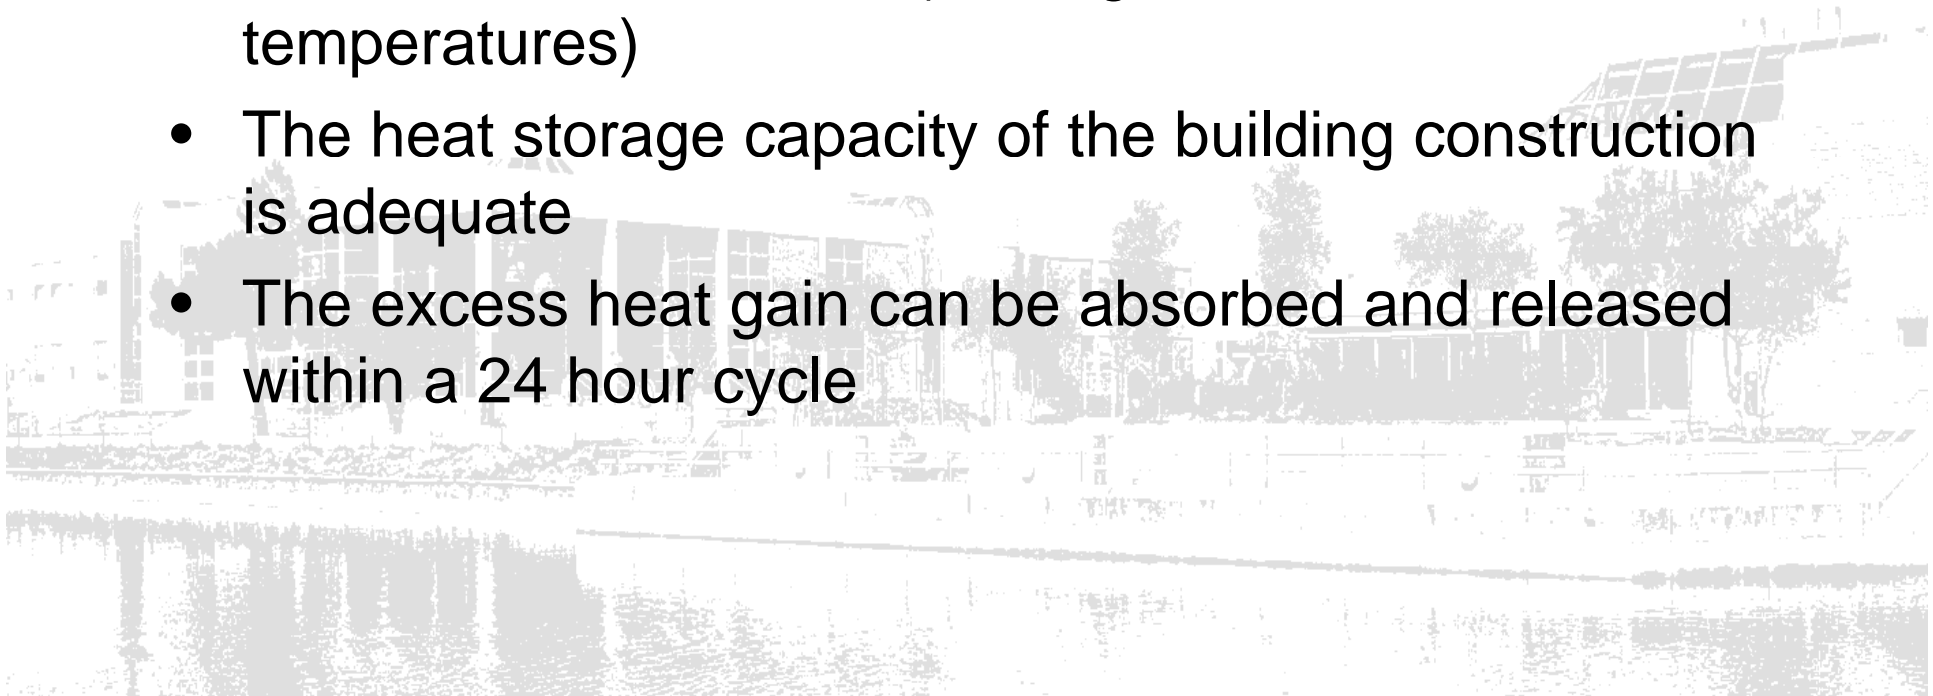 temperatures)
• The heat storage capacity of the building construction
is adequate
• The excess heat gain can be absorbed and released
within a 24 hour cycle